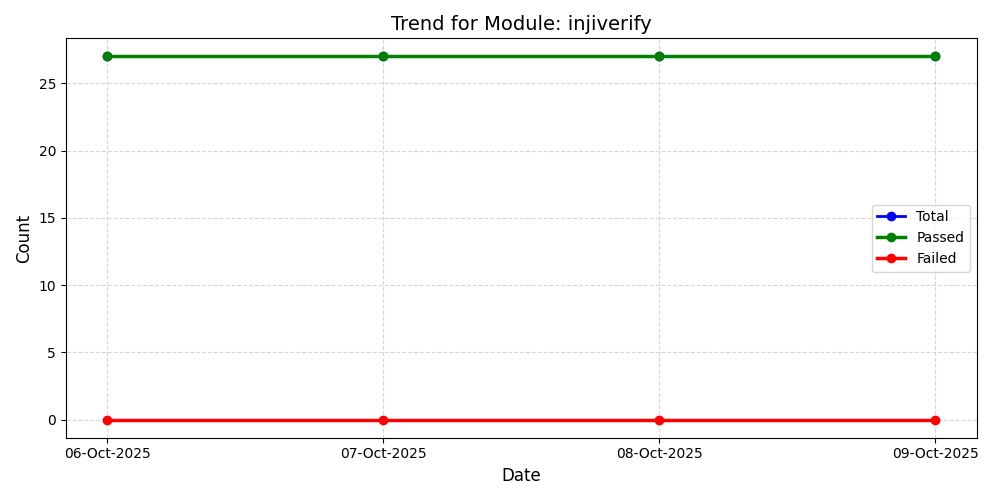 Trend for Module: injiverify
Count
25
20
15
10
5
0
Total
Passed
Failed
06-Oct-2025
07-Oct-2025
08-Oct-2025
09-Oct-2025
Date